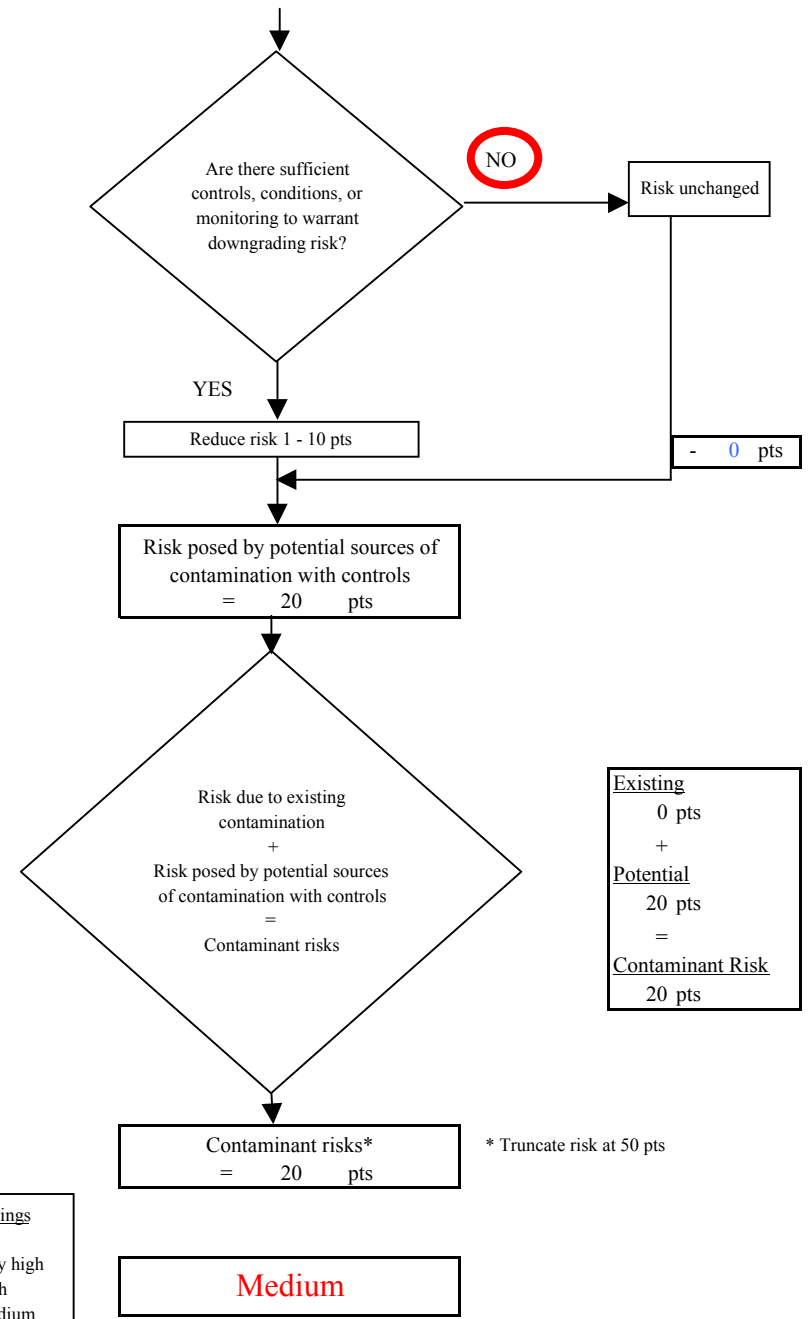 Are there sufficient
controls, conditions, or
monitoring to warrant
downgrading risk?
NO
Risk unchanged
YES
Reduce risk 1 - 10 pts
- 0 pts
Risk posed by potential sources of
contamination with controls
= 20 pts
Risk due to existing
contamination
+
Risk posed by potential sources
of contamination with controls
=
Contaminant risks
Existing
0 pts
+
Potential
20 pts
=
Contaminant Risk
20 pts
Contaminant risks*
= 20 pts
* Truncate risk at 50 pts
high
Medium